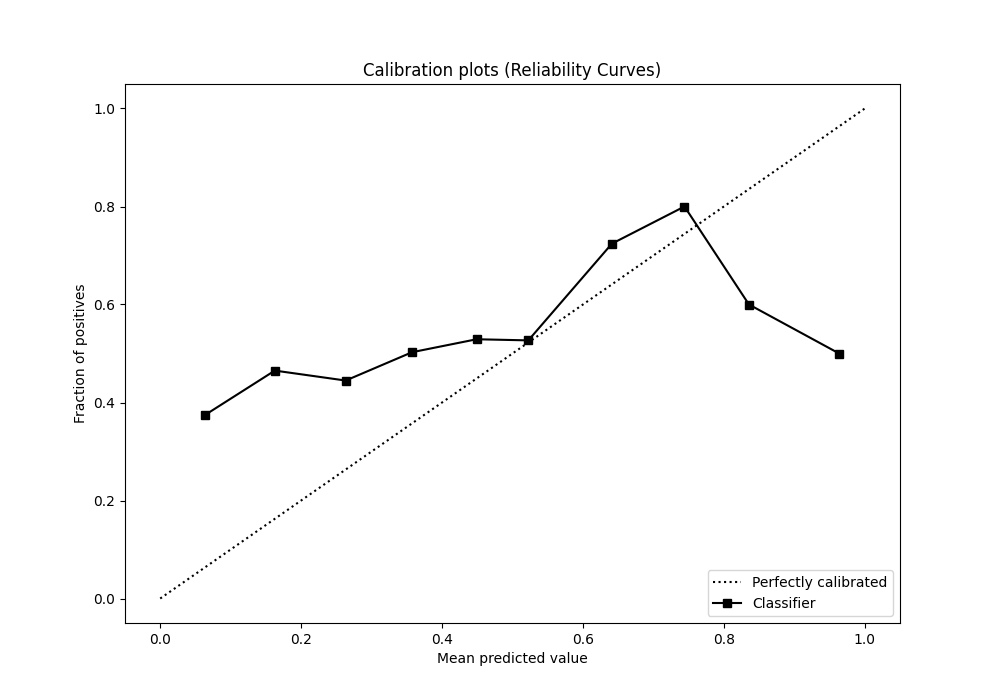 Calibration plots (Reliability Curves)
1.0
0.8
0.6
0.4
0.2
0.0
Fraction of positives
0.0 0.2 0.4 0.6 0.8 1.0
Mean predicted value
Perfectly calibrated
Classifier